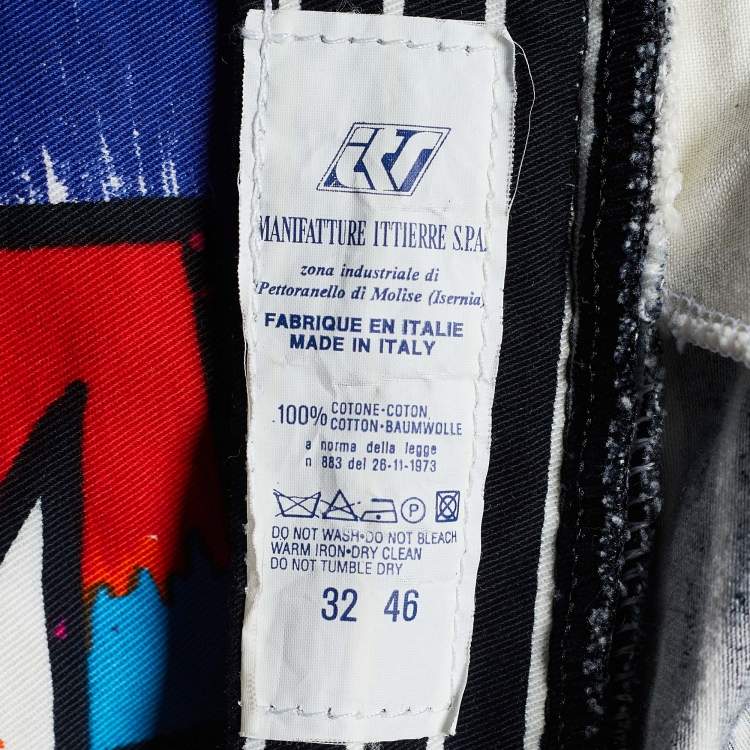 ITTI
MANIFATTURE ITTIERRE S.P.A.
zona industriale di
Pettoranello di Molise (Isernia)
FABRIQUE EN ITALIE
MADE IN ITALY
100% COTONE-COTON
COTTON-BAUMWOLLE
a norma della legge
n 883 del 26-11-1973
P
DO NOT WASH•DO NOT BLEACH
WARM IRON•DRY CLEAN
DO NOT TUMBLE DRY
32 46